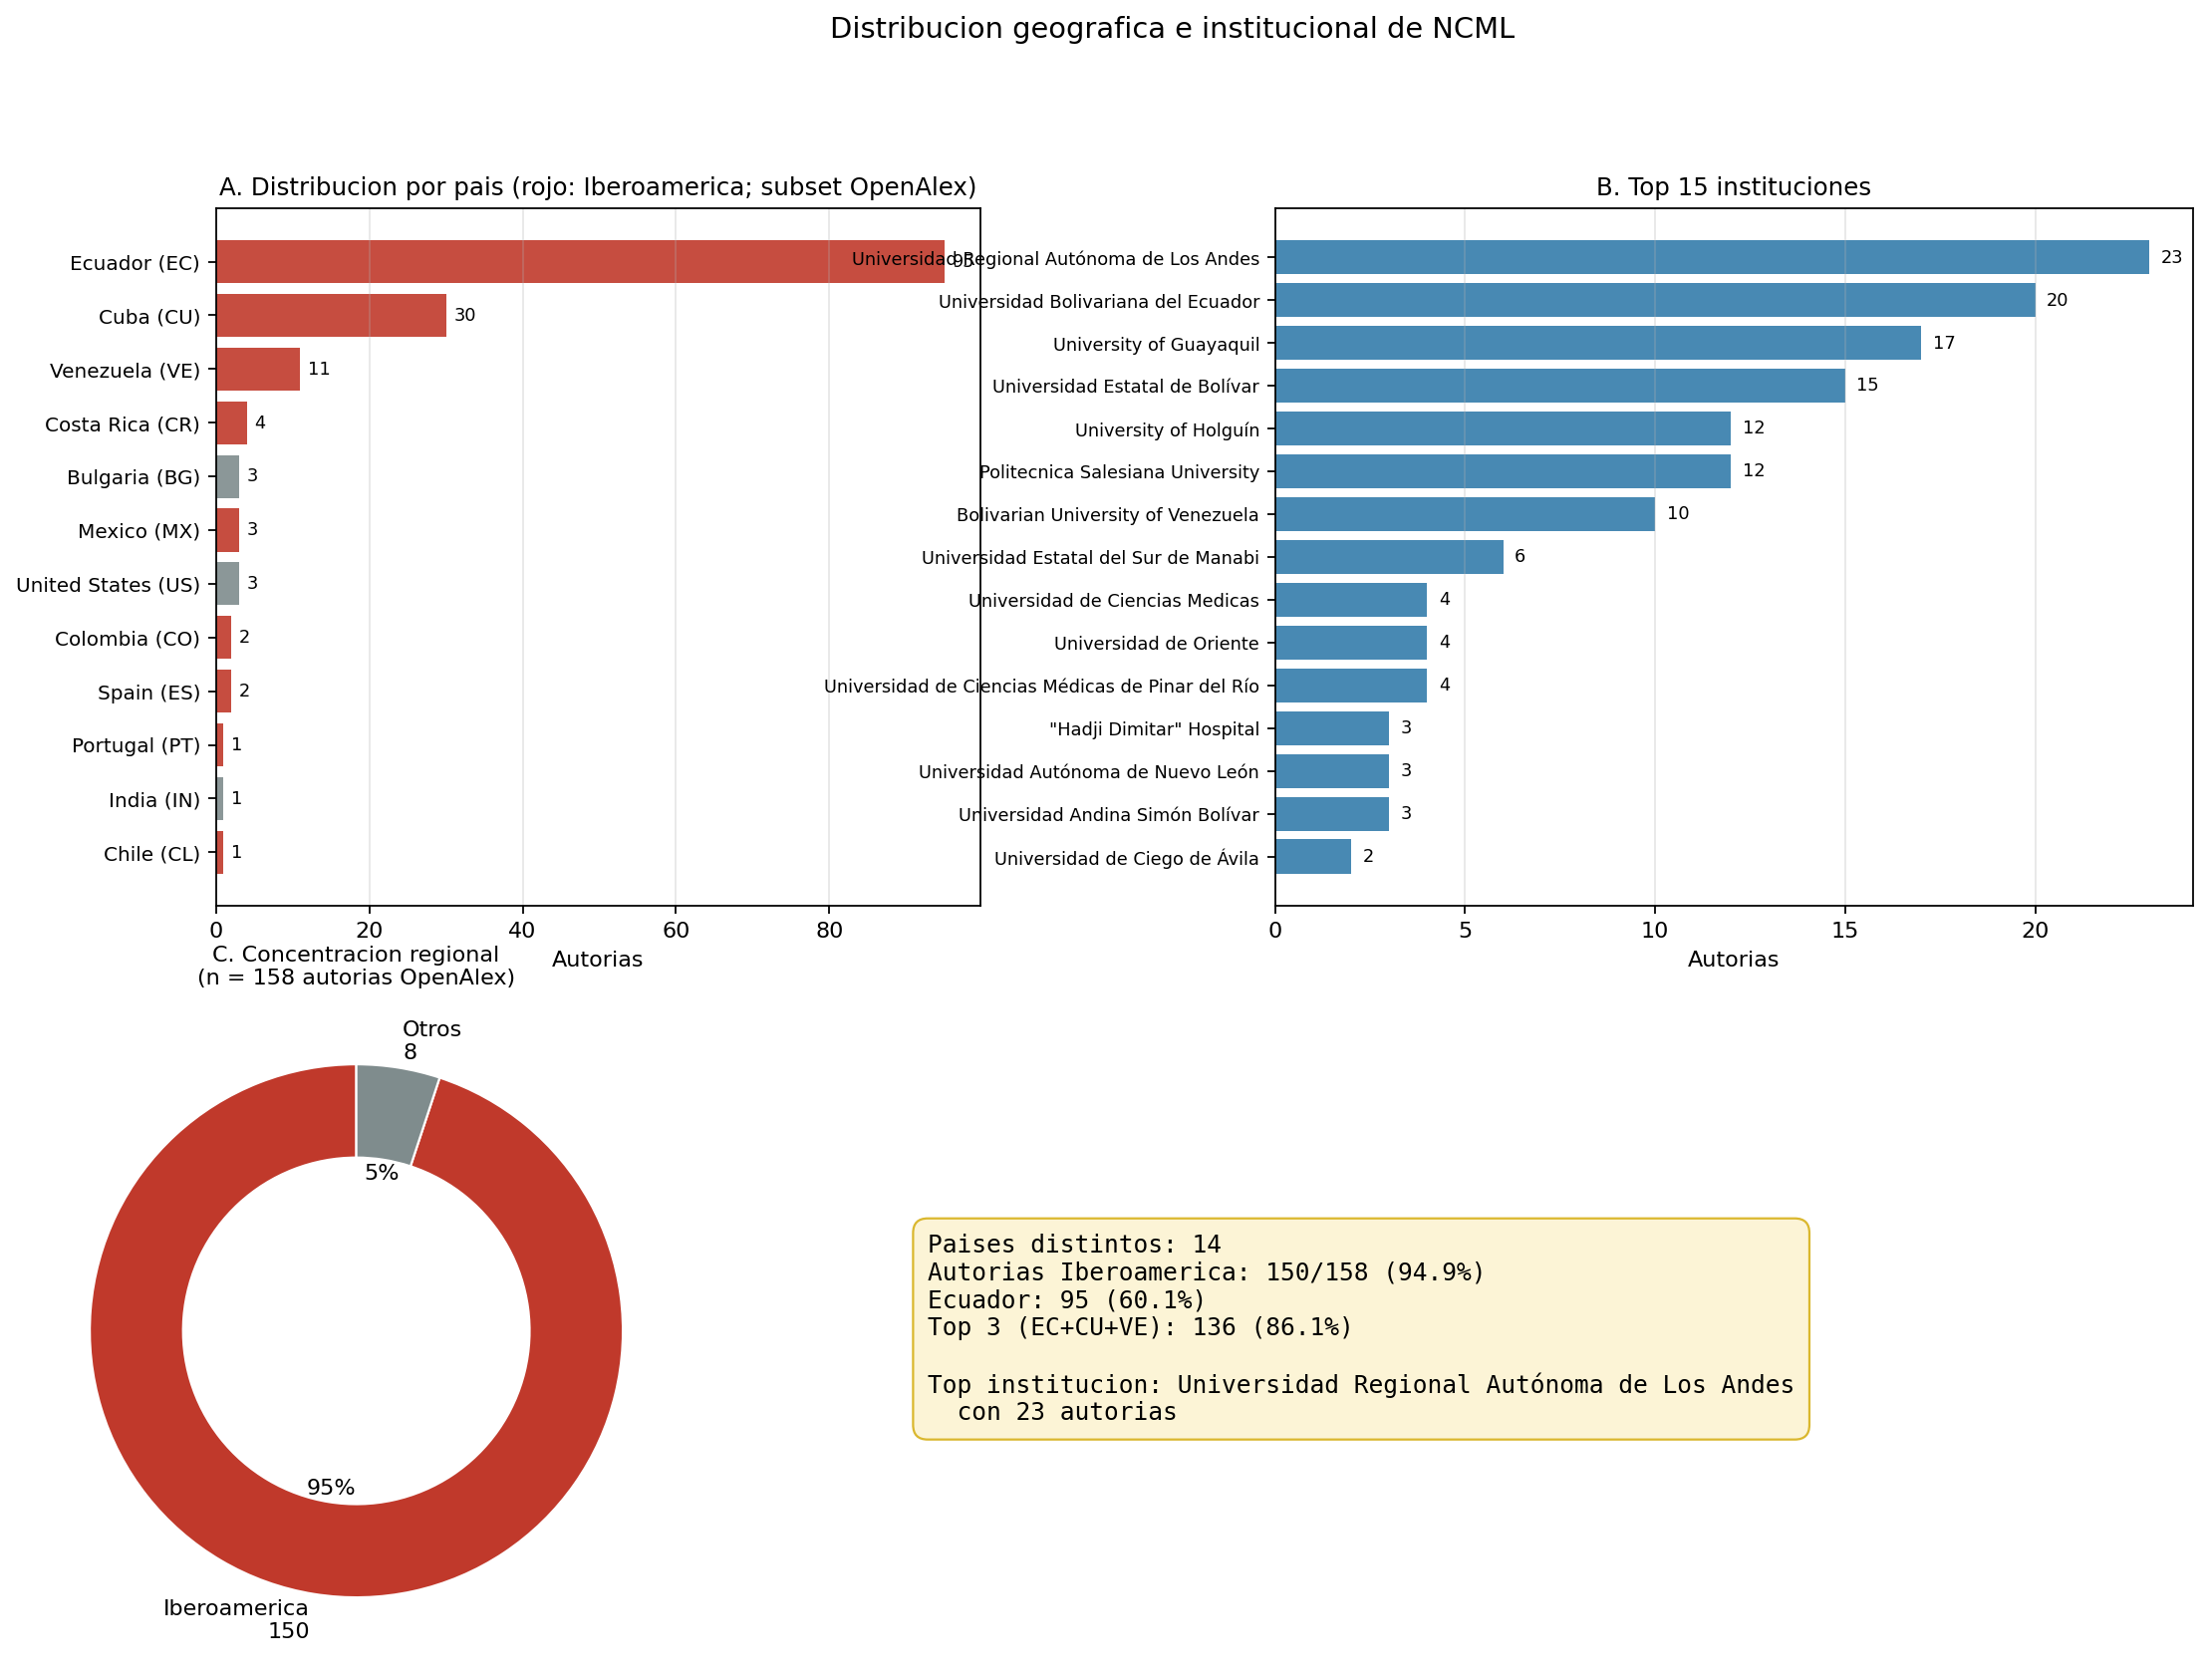 Distribucion geografica e institucional de NCML
A. Distribucion por pais (rojo: Iberoamerica; subset OpenAlex)
Ecuador (EC)
95
Cuba (CU)
30
Venezuela (VE)
11
Costa Rica (CR)
4
Bulgaria (BG)
3
Mexico (MX)
3
United States (US)
3
Colombia (CO)
2
Spain (ES)
2
Portugal (PT)
1
India (IN)
1
Chile (CL)
1
0 20 40 60 80
Autorias
B. Top 15 instituciones
Universidad Regional Autónoma de Los Andes
23
Universidad Bolivariana del Ecuador
20
University of Guayaquil
17
Universidad Estatal de Bolívar
15
University of Holguín
12
Politecnica Salesiana University
12
Bolivarian University of Venezuela
10
Universidad Estatal del Sur de Manabi
6
Universidad de Ciencias Medicas
4
Universidad de Oriente
4
Universidad de Ciencias Médicas de Pinar del Río
4
"Hadji Dimitar" Hospital
3
Universidad Autónoma de Nuevo León
3
Universidad Andina Simón Bolívar
3
Universidad de Ciego de Ávila
2
0 5 10 15 20
Autorias
C. Concentracion regional
(n = 158 autorias OpenAlex)
Otros
8
5%
95%
Iberoamerica
150
Paises distintos: 14
Autorias Iberoamerica: 150/158 (94.9%)
Ecuador: 95 (60.1%)
Top 3 (EC+CU+VE): 136 (86.1%)
Top institucion: Universidad Regional Autónoma de Los Andes
con 23 autorias